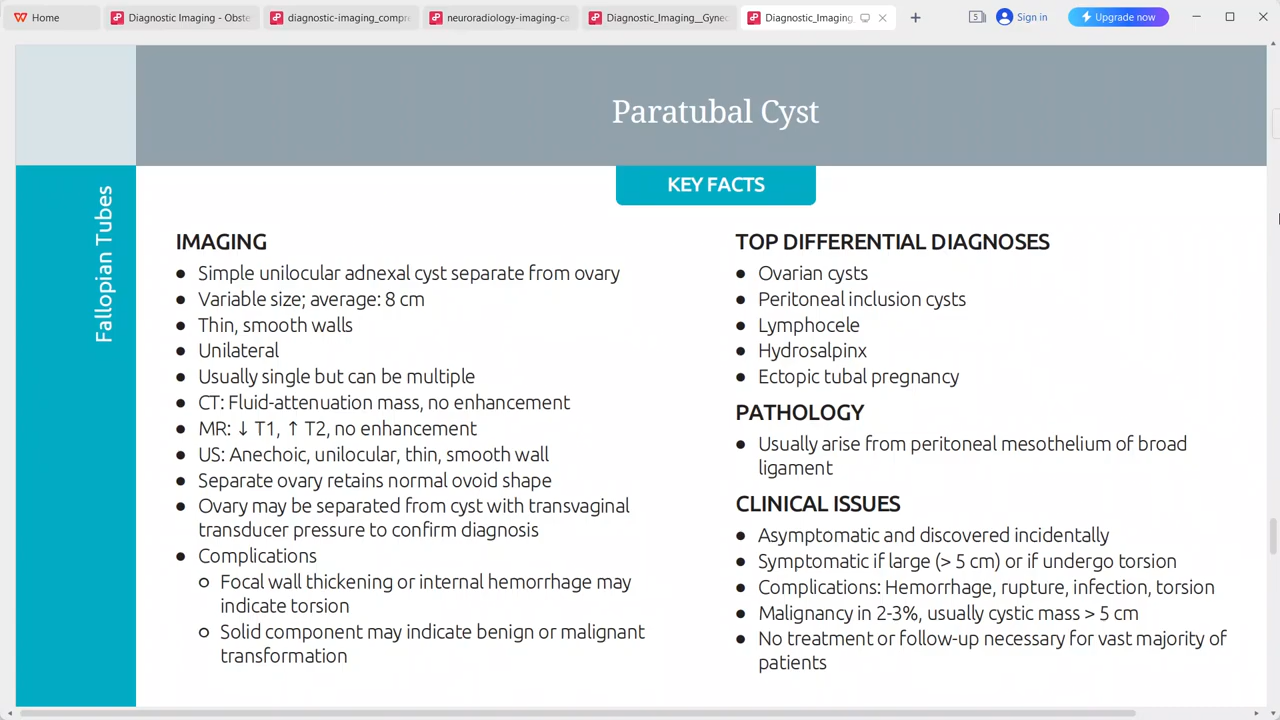 Home
Diagnostic Imaging - Obste
diagnostic-imaging_compre
neuroradiology-imaging-ca
Diagnostic_Imaging__Gynec
Diagnostic_Imaging_
5
Sign in
Upgrade now
Paratubal Cyst
Fallopian Tubes
KEY FACTS
IMAGING
● Simple unilocular adnexal cyst separate from ovary
● Variable size; average: 8 cm
● Thin, smooth walls
● Unilateral
● Usually single but can be multiple
● CT: Fluid-attenuation mass, no enhancement
● MR: ↓ T1, ↑ T2, no enhancement
● US: Anechoic, unilocular, thin, smooth wall
● Separate ovary retains normal ovoid shape
● Ovary may be separated from cyst with transvaginal
transducer pressure to confirm diagnosis
● Complications
○ Focal wall thickening or internal hemorrhage may
indicate torsion
○ Solid component may indicate benign or malignant
transformation
TOP DIFFERENTIAL DIAGNOSES
● Ovarian cysts
● Peritoneal inclusion cysts
● Lymphocele
● Hydrosalpinx
● Ectopic tubal pregnancy
PATHOLOGY
● Usually arise from peritoneal mesothelium of broad
ligament
CLINICAL ISSUES
● Asymptomatic and discovered incidentally
● Symptomatic if large (> 5 cm) or if undergo torsion
● Complications: Hemorrhage, rupture, infection, torsion
● Malignancy in 2-3%, usually cystic mass > 5 cm
● No treatment or follow-up necessary for vast majority of
patients